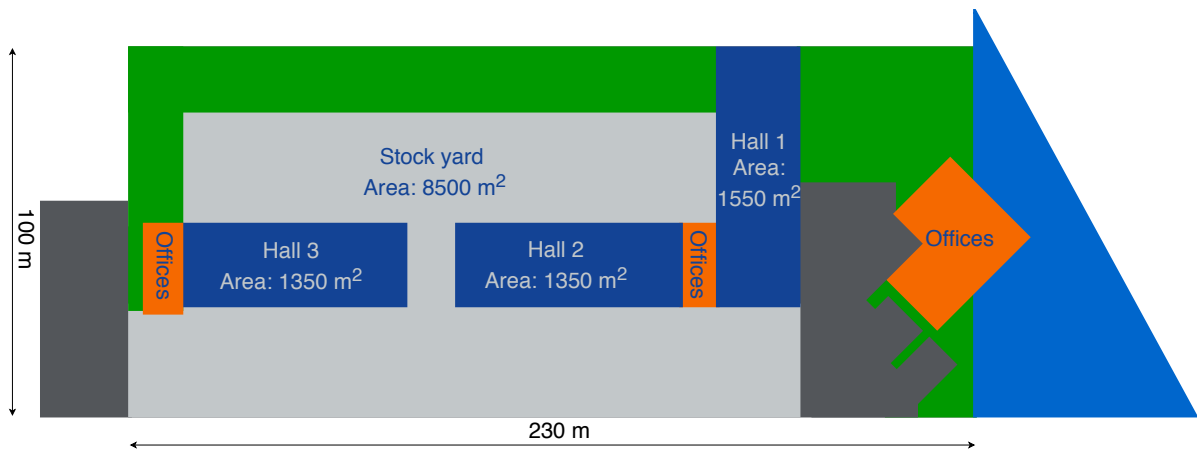 Stock yard
Area: 8500 m²
Hall 1
Area:
1550 m²
100 m
Offices
Hall 3
Area: 1350 m²
Hall 2
Area: 1350 m²
Offices
Offices
230 m